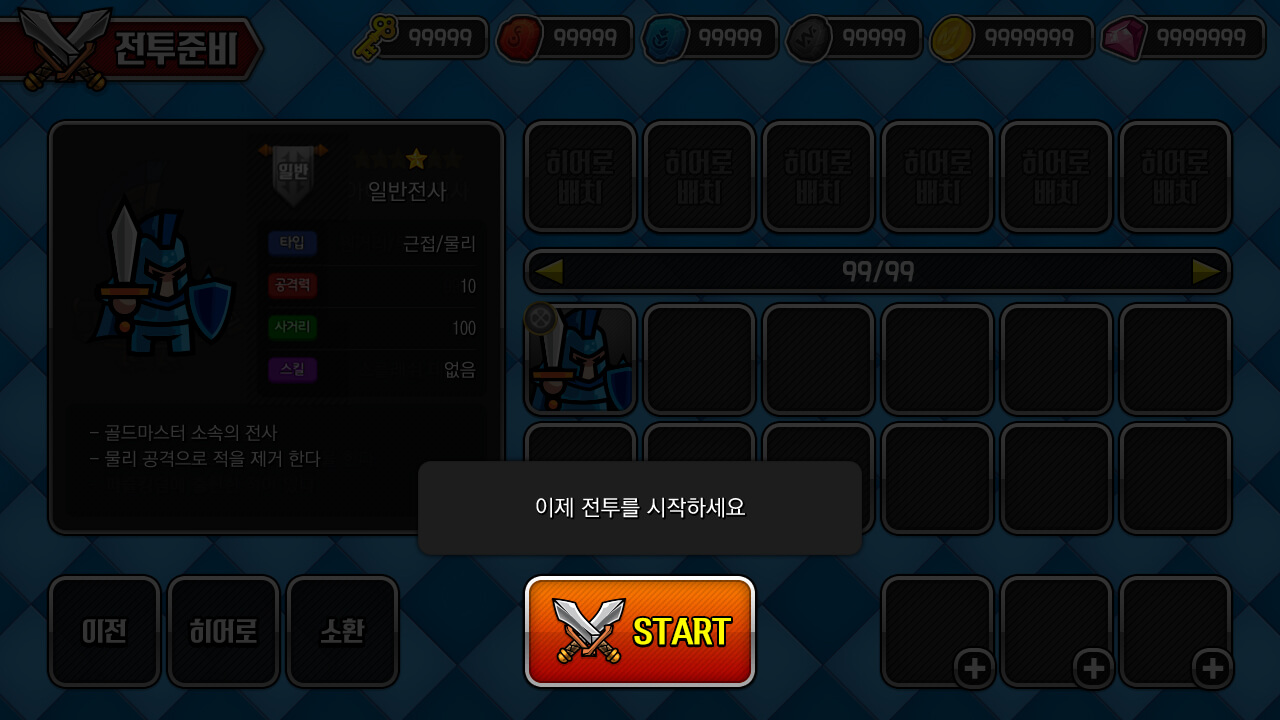 전투준비
99999
99999
99999
99999
9999999
9999999
일반
일반전사
타입
근접/물리
공격력
10
사거리
100
스킬
없음
- 골드마스터 소속의 전사
- 물리 공격으로 적을 제거 한다
히어로
배치
히어로
배치
히어로
배치
히어로
배치
히어로
배치
히어로
배치
99/99
이제 전투를 시작하세요
이전
히어로
소환
START